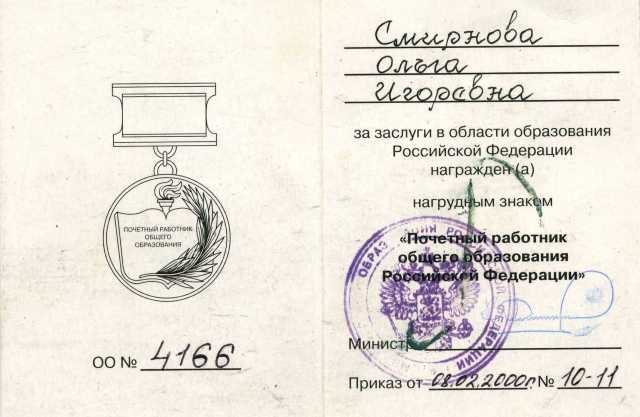 ПОЧЕТНЫЙ РАБОТНИК
ОБЩЕГО
ОБРАЗОВАНИЯ
ОО № 4166
Смирнова
Ольга
Игоревна
за заслуги в области образования
Российской Федерации
награжден (а)
нагрудным знаком
«Почетный работник
общего образования
Российской Федерации»
Министр
Приказ от 08.02.2000г. № 10-11